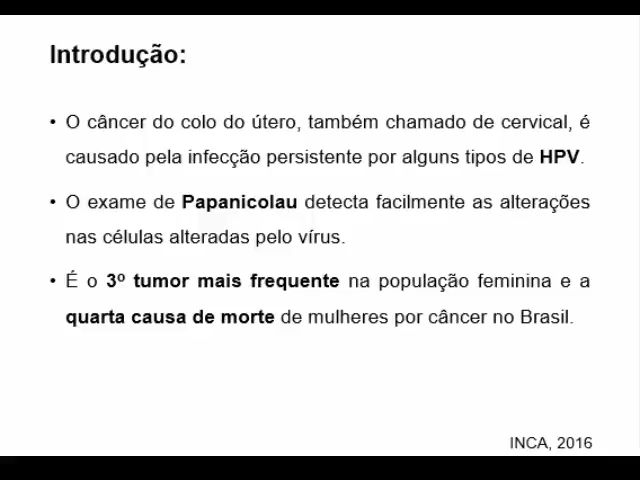 Introdução:
• O câncer do colo do útero, também chamado de cervical, é
causado pela infecção persistente por alguns tipos de HPV.
• O exame de Papanicolau detecta facilmente as alterações
nas células alteradas pelo vírus.
• É o 3º tumor mais frequente na população feminina e a
quarta causa de morte de mulheres por câncer no Brasil.
INCA, 2016